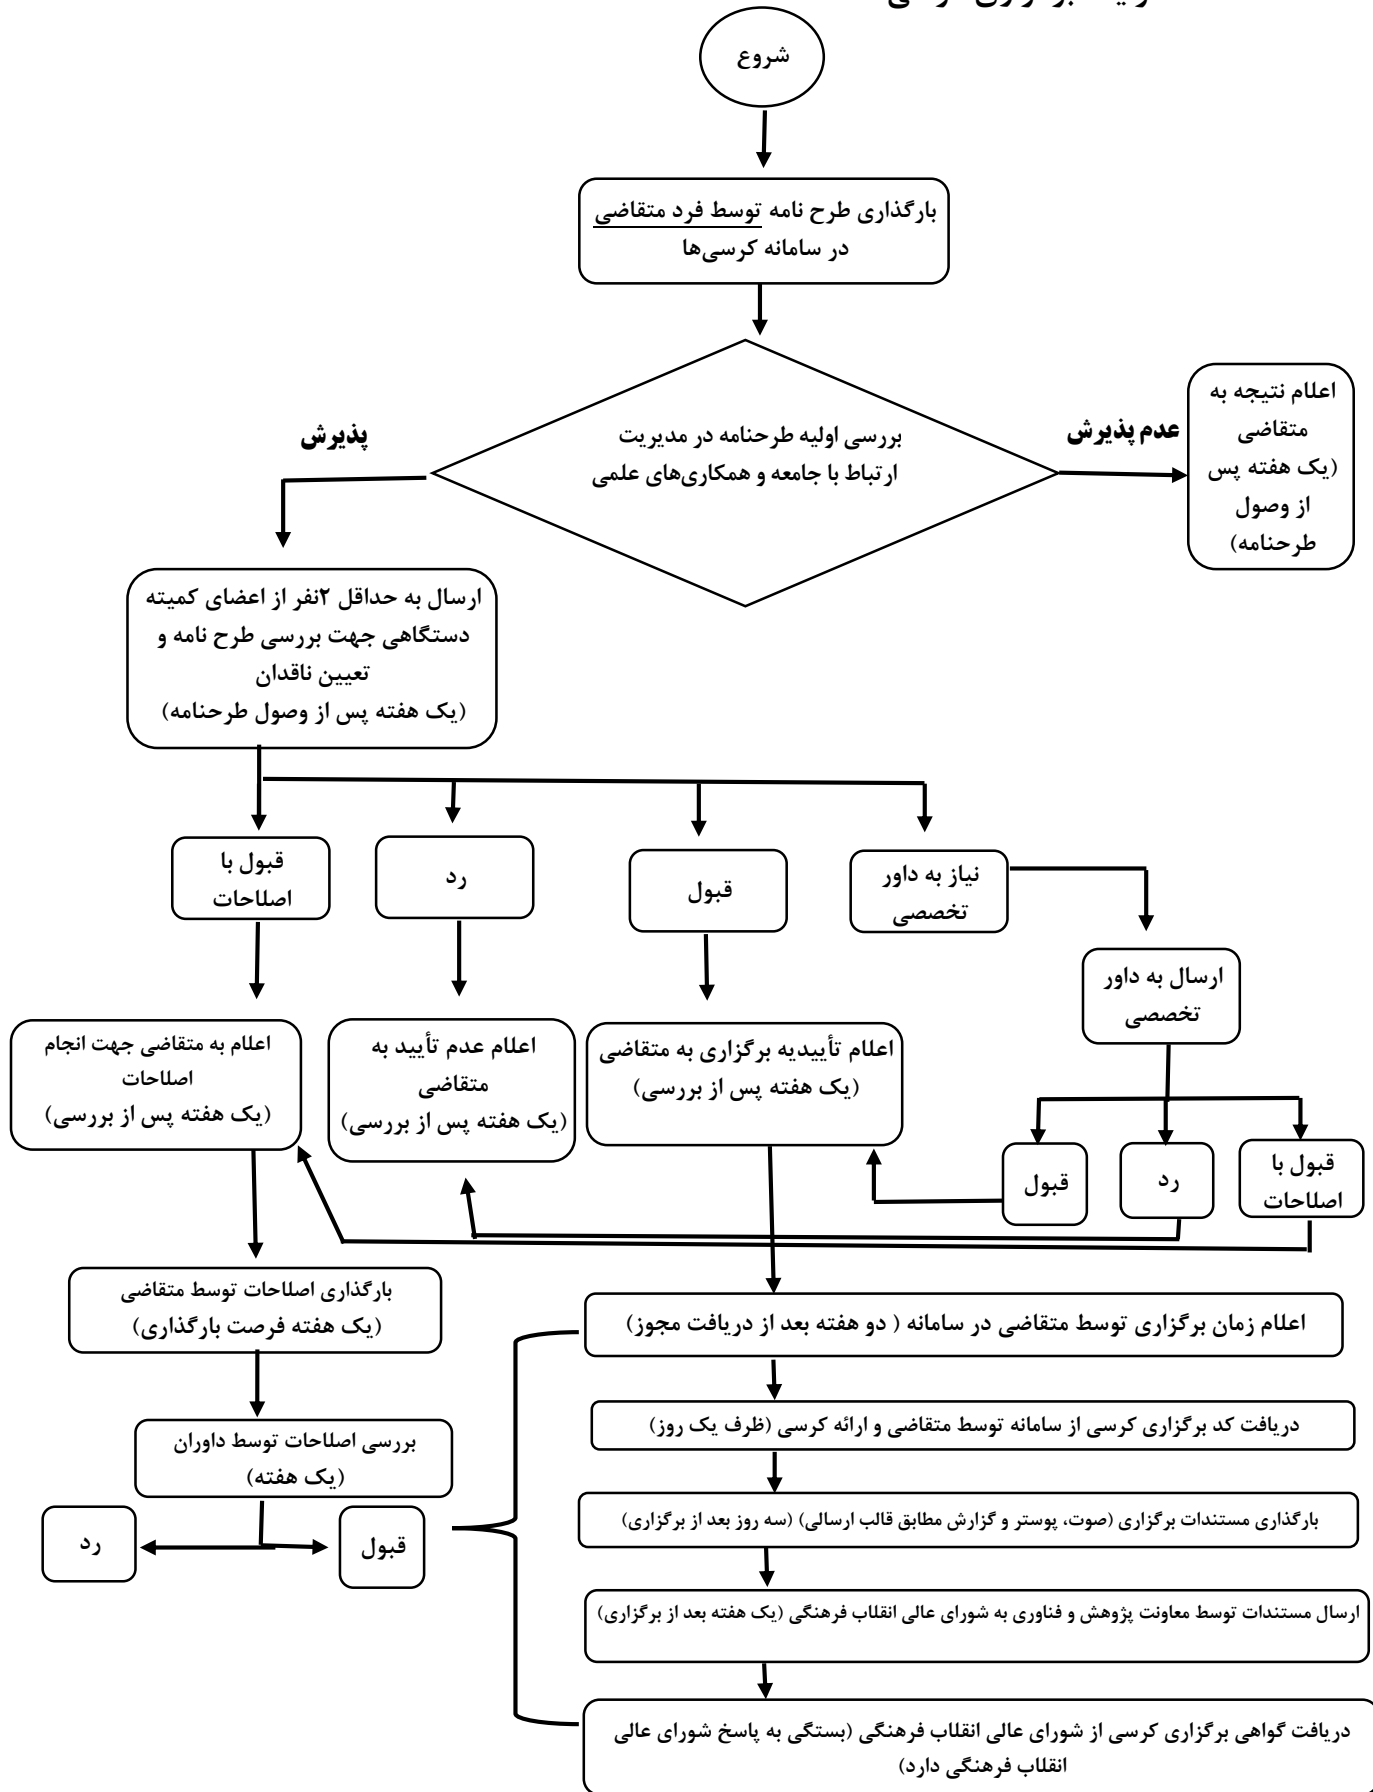 شروع
بارگذاری طرح نامه توسط فرد متقاضی
در سامانه کرسی‌ها
بررسی اولیه طرحنامه در مدیریت
ارتباط با جامعه و همکاری‌های علمی
عدم پذیرش
پذیرش
اعلام نتیجه به
متقاضی
(یک هفته پس
از وصول
طرحنامه)
ارسال به حداقل ۲نفر از اعضای کمیته
دستگاهی جهت بررسی طرح نامه و
تعیین ناقدان
(یک هفته پس از وصول طرحنامه)
نیاز به داور
تخصصی
قبول
رد
قبول با
اصلاحات
ارسال به داور
تخصصی
اعلام تأییدیه برگزاری به متقاضی
(یک هفته پس از بررسی)
اعلام عدم تأیید به
متقاضی
(یک هفته پس از بررسی)
اعلام به متقاضی جهت انجام
اصلاحات
(یک هفته پس از بررسی)
قبول با
اصلاحات
رد
قبول
بارگذاری اصلاحات توسط متقاضی
(یک هفته فرصت بارگذاری)
بررسی اصلاحات توسط داوران
(یک هفته)
قبول
رد
اعلام زمان برگزاری توسط متقاضی در سامانه ( دو هفته بعد از دریافت مجوز)
دریافت کد برگزاری کرسی از سامانه توسط متقاضی و ارائه کرسی (ظرف یک روز)
بارگذاری مستندات برگزاری (صوت، پوستر و گزارش مطابق قالب ارسالی) (سه روز بعد از برگزاری)
ارسال مستندات توسط معاونت پژوهش و فناوری به شورای عالی انقلاب فرهنگی (یک هفته بعد از برگزاری)
دریافت گواهی برگزاری کرسی از شورای عالی انقلاب فرهنگی (بستگی به پاسخ شورای عالی
انقلاب فرهنگی دارد)